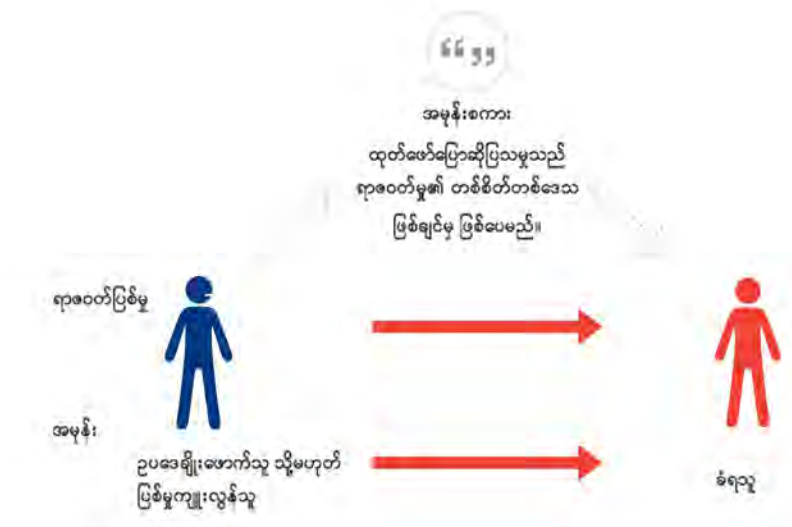 အမုန်းစကား
ထုတ်ဖော်ပြောဆိုပြသမှုသည်
ရာဇဝတ်မှု၏ တစ်စိတ်တစ်ဒေသ
ဖြစ်ချင်မှ ဖြစ်ပေမည်။
ရာဇဝတ်ပြစ်မှု
အမုန်း
ဥပဒေချိုးဖောက်သူ သို့မဟုတ်
ပြစ်မှုကျူးလွန်သူ
ခံရသူ